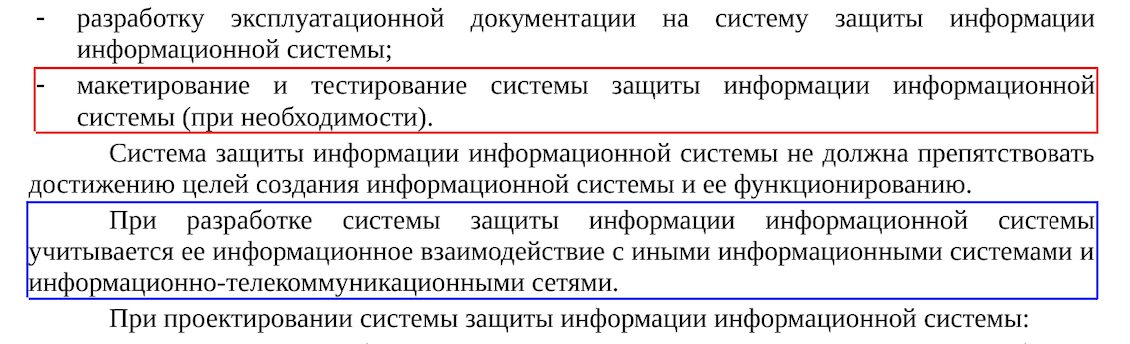 - разработку эксплуатационной документации на систему защиты информации
информационной системы;
- макетирование и тестирование системы защиты информации информационной
системы (при необходимости).
Система защиты информации информационной системы не должна препятствовать
достижению целей создания информационной системы и ее функционированию.
При разработке системы защиты информации информационной системы
учитывается ее информационное взаимодействие с иными информационными системами и
информационно-телекоммуникационными сетями.
При проектировании системы защиты информации информационной системы: